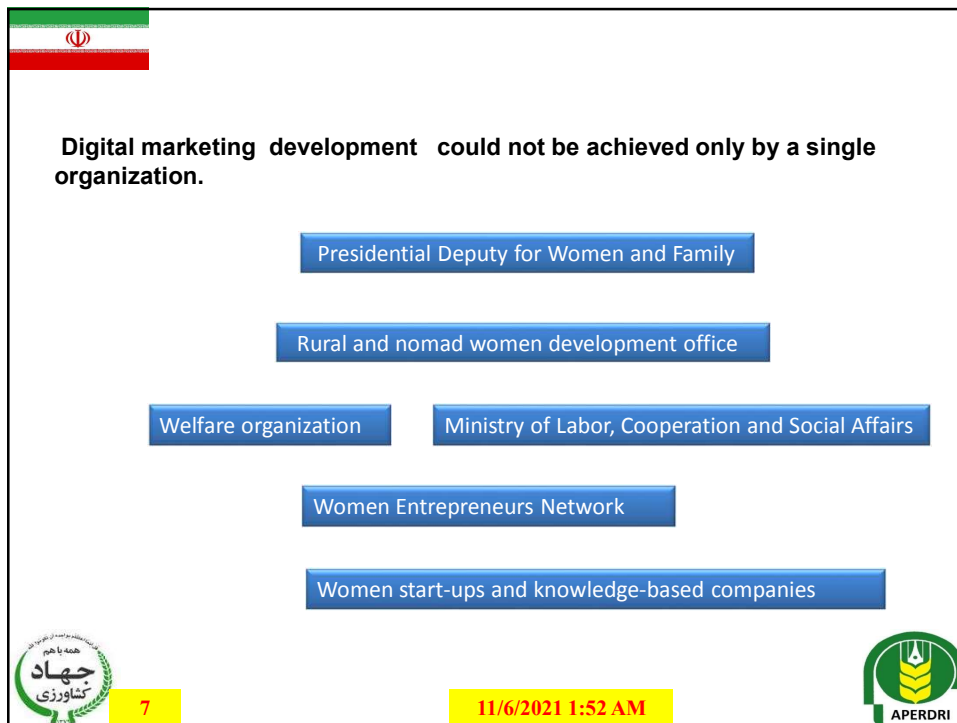 Digital marketing development could not be achieved only by a single
organization.
Presidential Deputy for Women and Family
Rural and nomad women development office
Welfare organization
Ministry of Labor, Cooperation and Social Affairs
Women Entrepreneurs Network
Women start-ups and knowledge-based companies
همه با هم
جهاد
کشاورزی
7
11/6/2021 1:52 AM
APERDRI